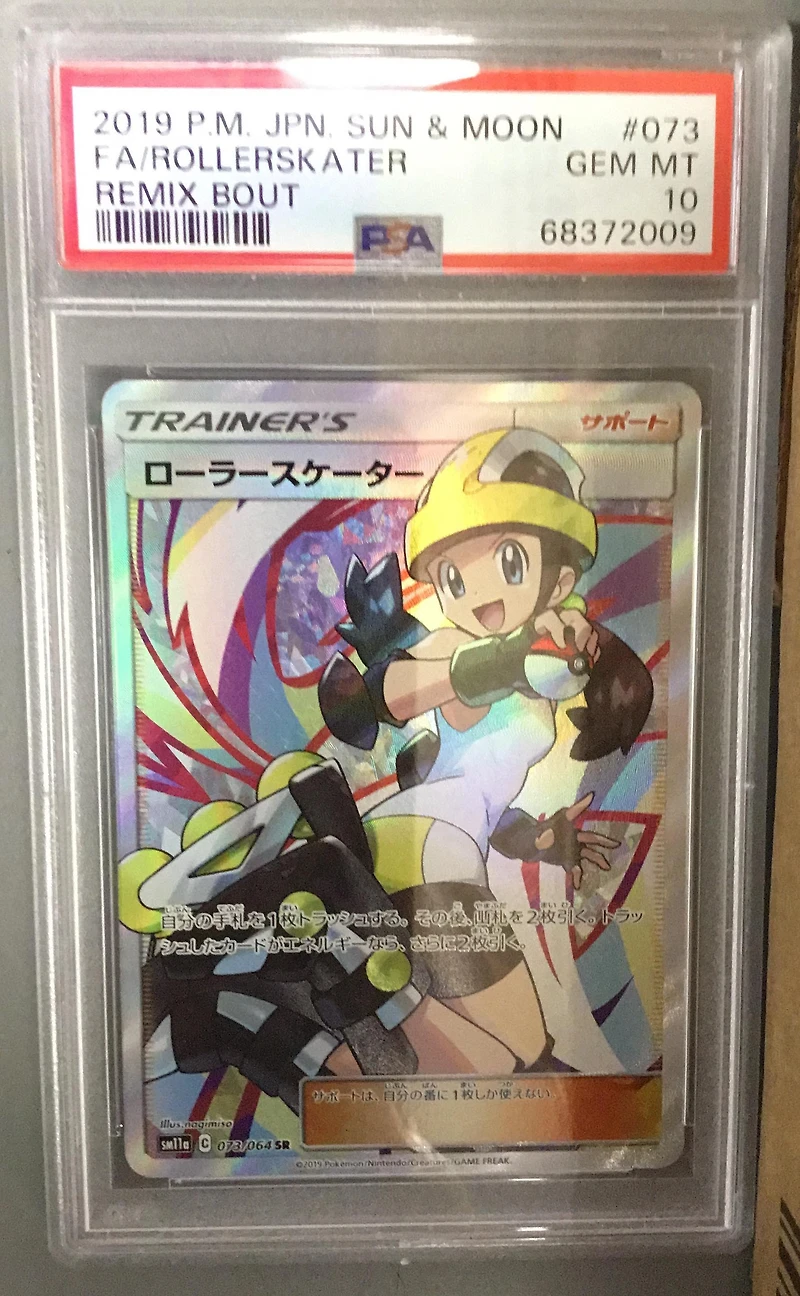 2019 P.M. JPN. SUN & MOON #073
FA/ROLLERSKATER GEM MT
REMIX BOUT 10
PSA 68372009
TRAINER'S サポート
ローラースケーター
自分の手札を1枚トラッシュする。その後、山札を2枚引く。トラッ
シュしたカードがエネルギーなら、さらに2枚引く。
サポートは、自分の番に1枚しか使えない。
Illus. nagimiso
SM11a C 073/064 SR
©2019 Pokémon/Nintendo/Creatures/GAME FREAK.